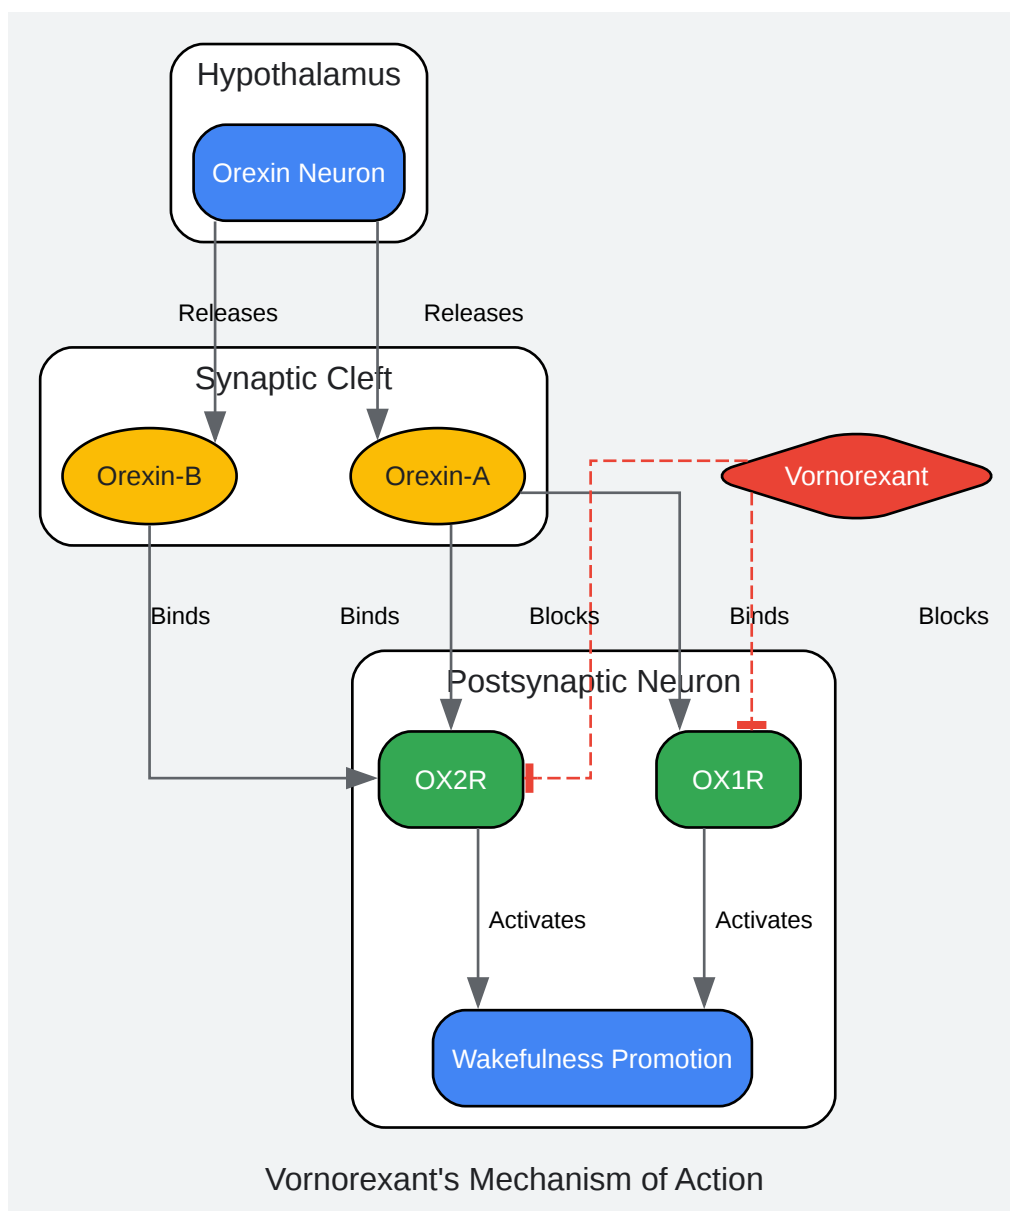 Hypothalamus
Orexin Neuron
Releases
Releases
Synaptic Cleft
Orexin-B
Orexin-A
Vornorexant
Binds
Binds
Blocks
Binds
Blocks
Postsynaptic Neuron
OX2R
OX1R
Activates
Activates
Wakefulness Promotion
Vornorexant's Mechanism of Action